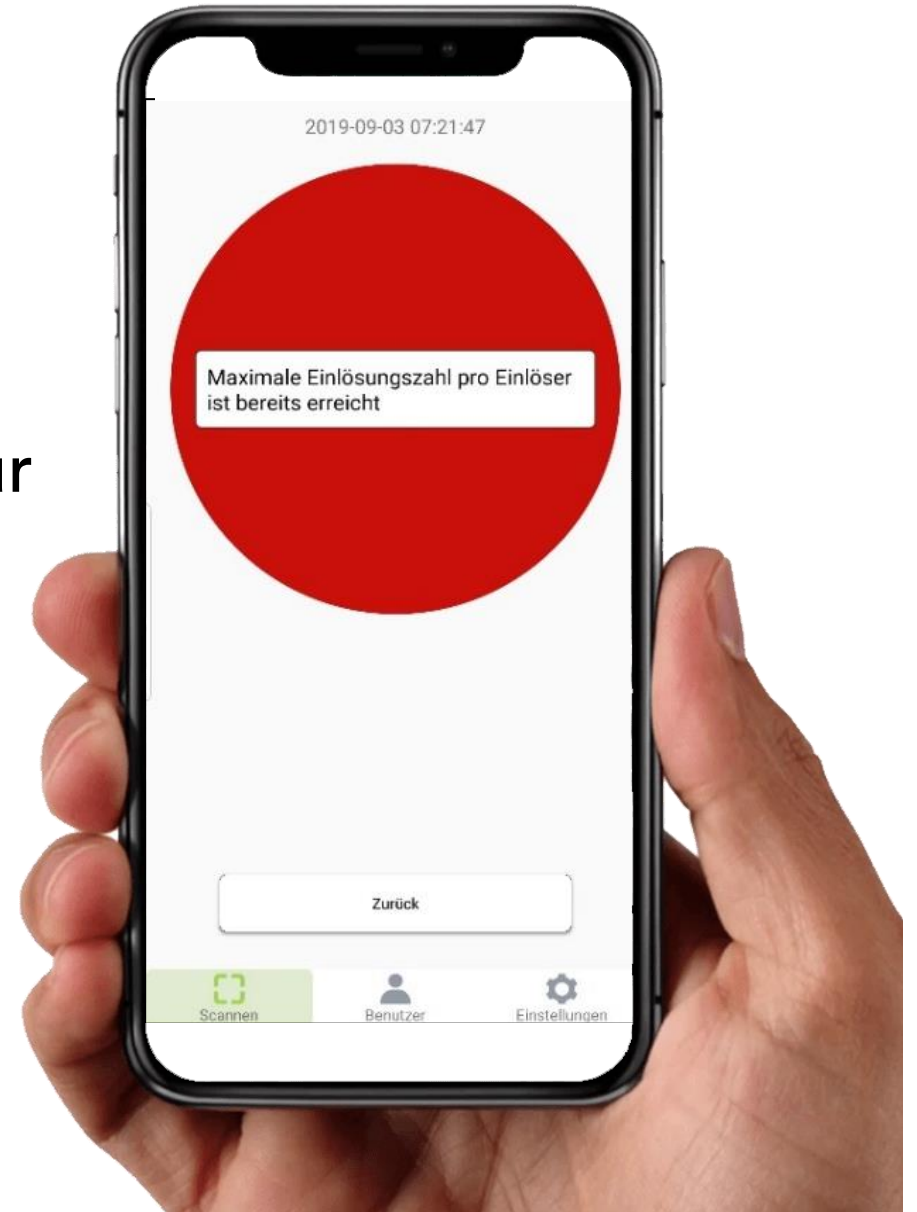 2019-09-03 07:21:47
Maximale Einlösungszahl pro Einlöser
ist bereits erreicht
Zurück
Scannen Benutzer Einstellungen